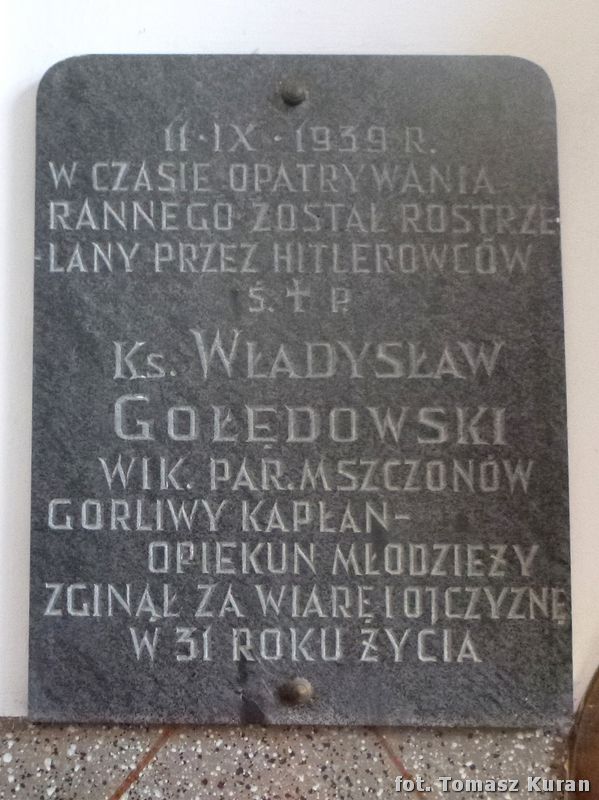 11·IX·1939 R.
W CZASIE OPATRYWANIA
RANNEGO ZOSTAŁ ROSTRZE-
LANY PRZEZ HITLEROWCÓW
Ś. † P.
KS. WŁADYSŁAW
GOŁĘDOWSKI
WIK. PAR. MSZCZONÓW
GORLIWY KAPŁAN-
OPIEKUN MŁODZIEŻY
ZGINĄŁ ZA WIARĘ I OJCZYZNĘ
W 31 ROKU ŻYCIA
fot. Tomasz Kuran